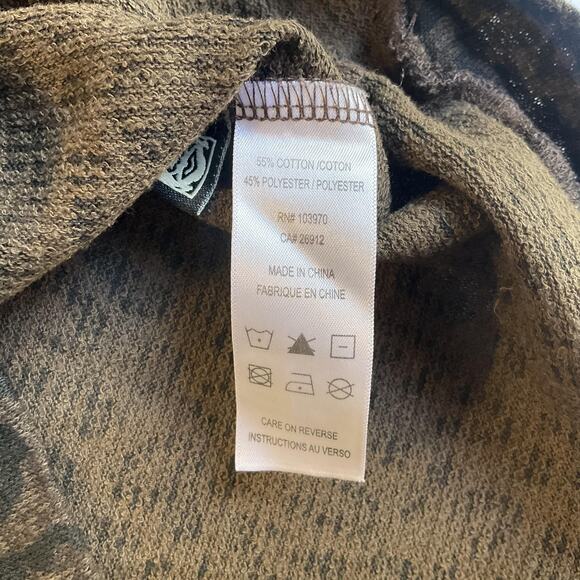 55% COTTON /COTON
45% POLYESTER / POLYESTER
RN# 103970
CA# 26912
MADE IN CHINA
FABRIQUE EN CHINE
CARE ON REVERSE
INSTRUCTIONS AU VERSO